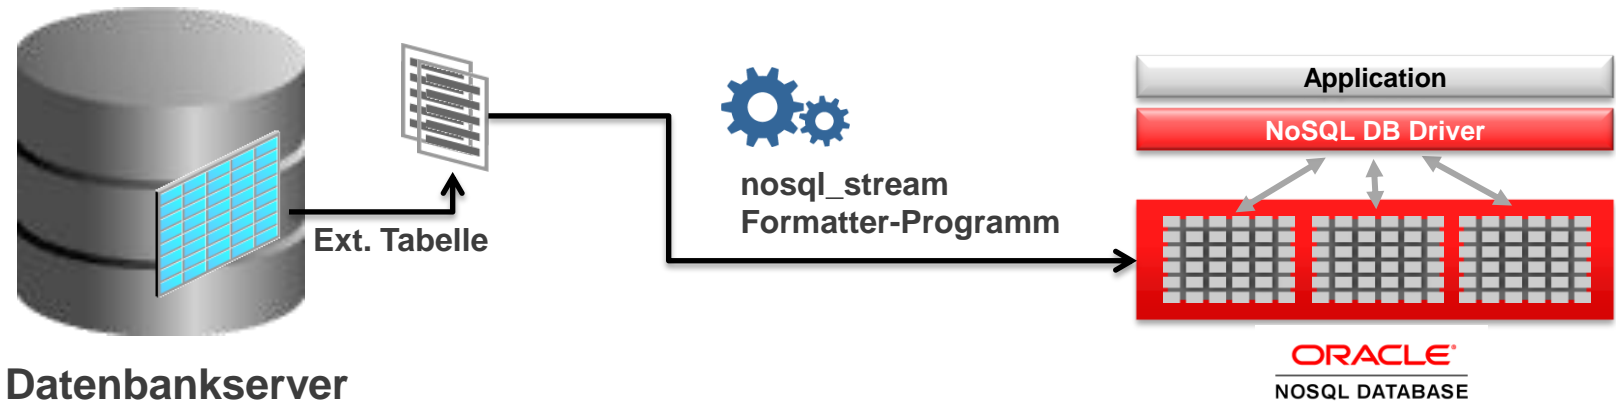 Application
NoSQL DB Driver
nosql_stream
Formatter-Programm
Ext. Tabelle
Datenbankserver
ORACLE®
NOSQL DATABASE